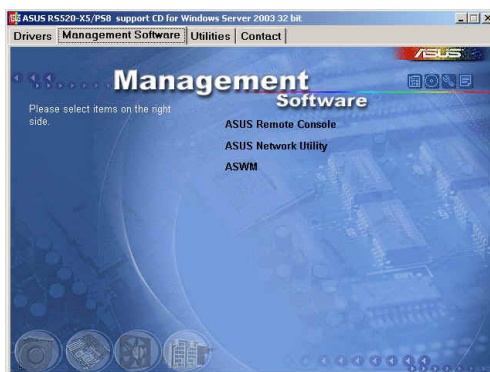 ASUS RS520-X5/PS8 support CD for Windows Server 2003 32 bit
Drivers Management Software Utilities Contact
ASUS
Management
Software
Please select items on the right
side.
ASUS Remote Console
ASUS Network Utility
ASWM